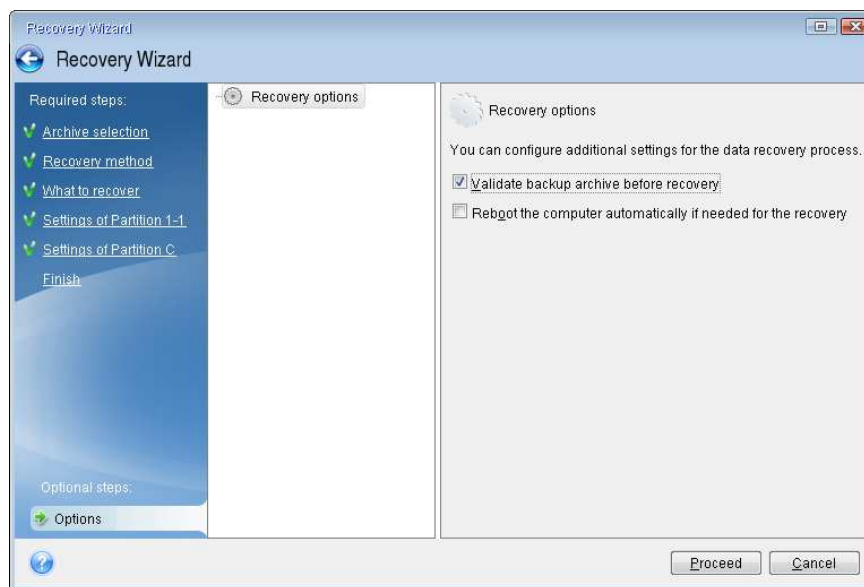 Recovery Wizard
Recovery Wizard
Required steps:
Archive selection
Recovery method
What to recover
Settings of Partition 1-1
Settings of Partition C
Finish
Optional steps:
Options
Recovery options
Recovery options
You can configure additional settings for the data recovery process.
Validate backup archive before recovery
Reboot the computer automatically if needed for the recovery
Proceed
Cancel